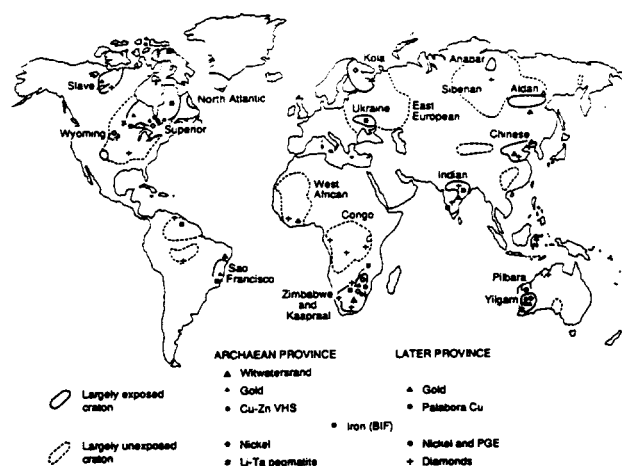 Slave
North Atlantic
Wyoming
Superior
Kola
Anabar
Siberian
Aldan
Ukraine
East
European
Chinese
West
African
Indian
Congo
Sao
Francisco
Zimbabwe
and
Kaapraal
Pilbara
Yilgarn
ARCHAEAN PROVINCE
LATER PROVINCE
Witwatersrand
Largely exposed
craton
Gold
Gold
Cu-Zn VHS
Palabora Cu
Iron (BIF)
Largely unexposed
craton
Nickel
Nickel and PGE
Li-Ta pegmatite
Diamonds